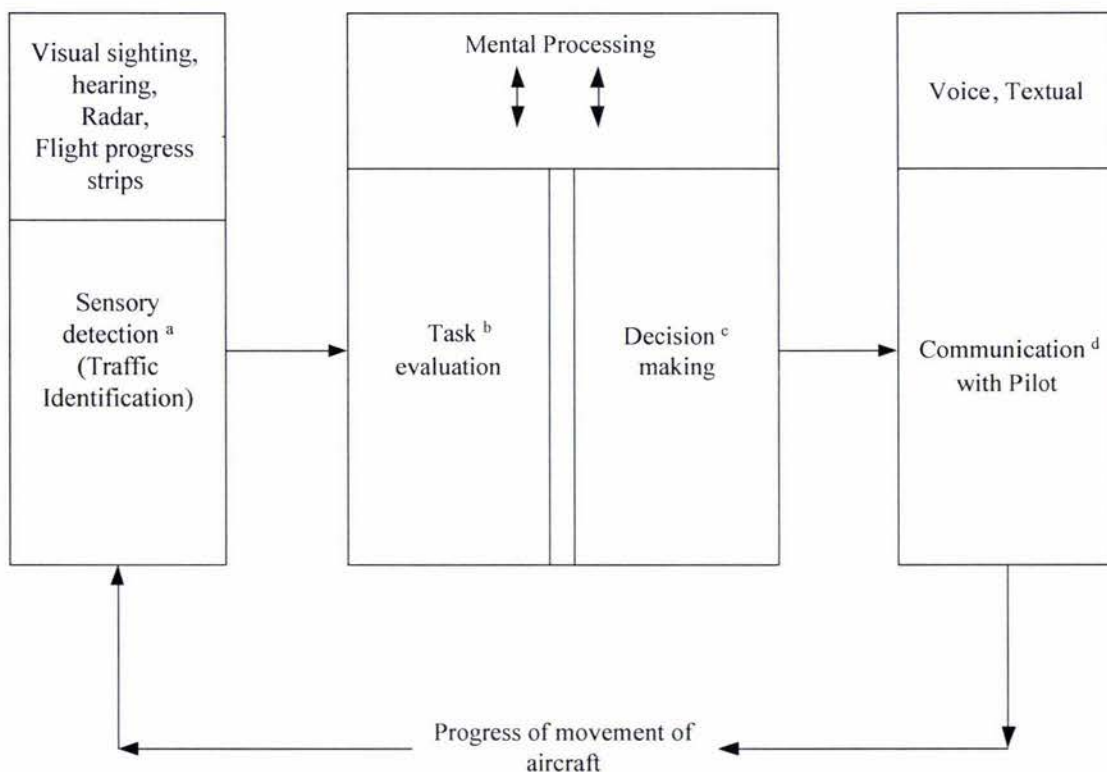 Visual sighting,
hearing,
Radar,
Flight progress
strips
Sensory
detection a
(Traffic
Identification)
Mental Processing
Task b
evaluation
Decision c
making
Voice, Textual
Communication d
with Pilot
Progress of movement of
aircraft